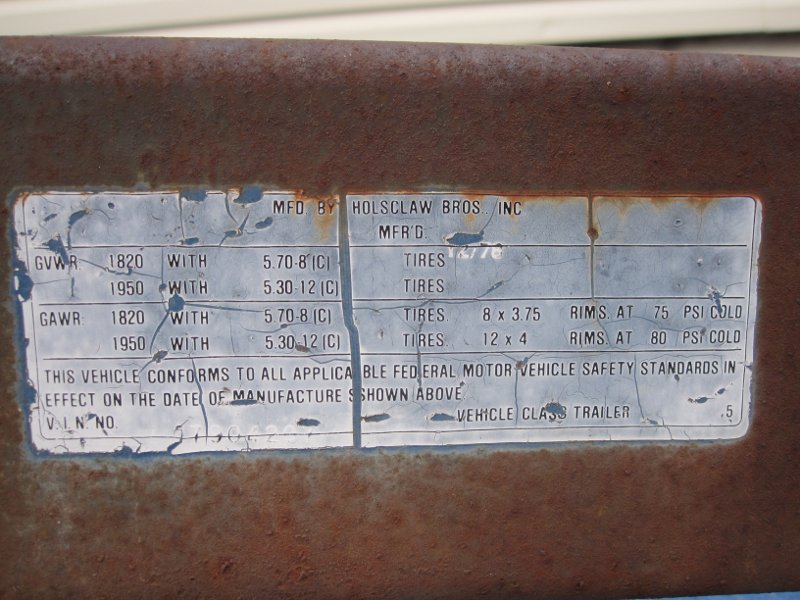 MFD. BY HOLSCLAW BROS., INC
MFR'D. 12/76
GVWR: 1820 WITH 5.70-8 (C) TIRES
1950 WITH 5.30-12 (C) TIRES
GAWR: 1820 WITH 5.70-8 (C) TIRES. 8 x 3.75 RIMS. AT 75 PSI COLD
1950 WITH 5.30-12 (C) TIRES. 12 x 4 RIMS. AT 80 PSI COLD
THIS VEHICLE CONFORMS TO ALL APPLICABLE FEDERAL MOTOR VEHICLE SAFETY STANDARDS IN
EFFECT ON THE DATE OF MANUFACTURE SHOWN ABOVE.
V.I.N. NO. VEHICLE CLASS TRAILER .5